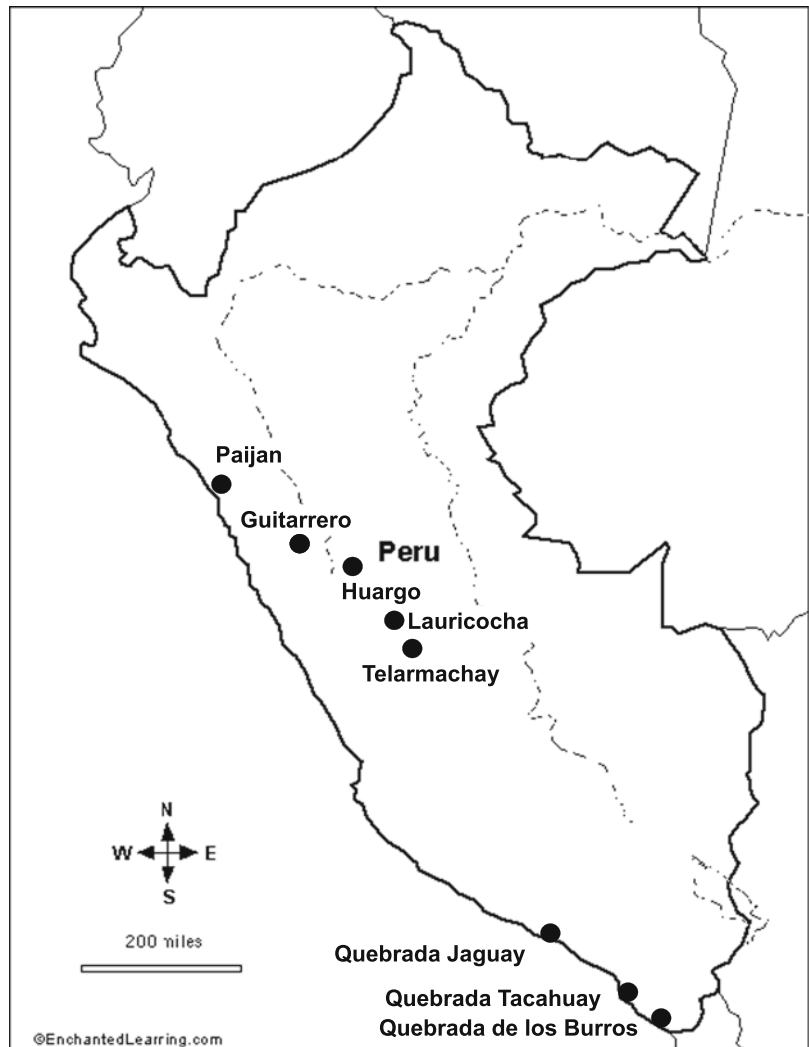 Paijan
Guitarrero
Peru
Huargo
Lauricocha
Telarmachay
N
W E
S
200 miles
Quebrada Jaguay
Quebrada Tacahuay
Quebrada de los Burros
©EnchantedLearning.com